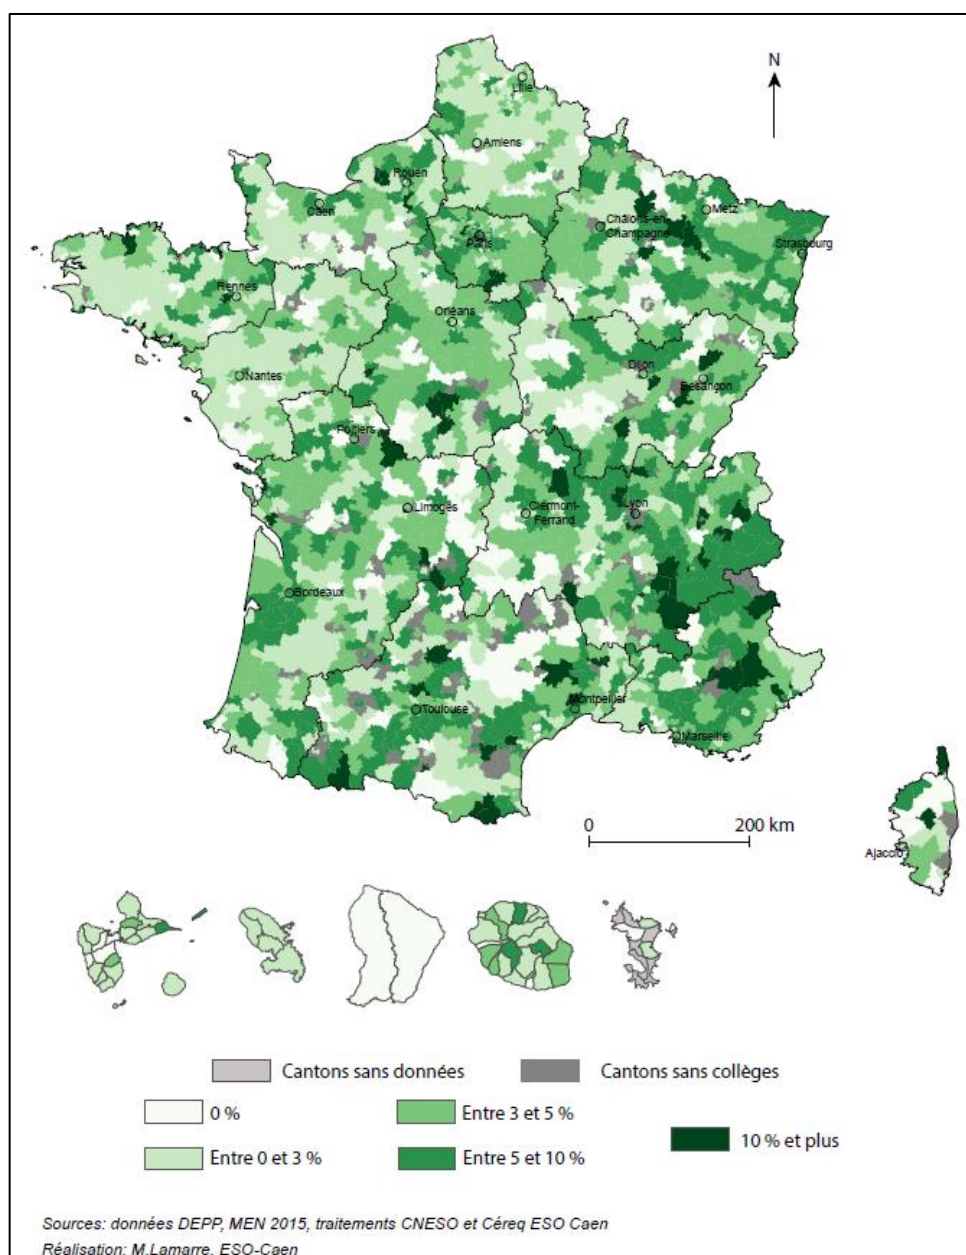 N
Lille
Amiens
Rouen
Caen
Metz
Châlons-en-
Champagne
Paris
Strasbourg
Rennes
Orléans
Nantes
Dijon
Besançon
Poitiers
Limoges
Clermont-
Ferrand
Lyon
Bordeaux
Toulouse
Montpellier
Marseille
0 200 km
Ajaccio
Cantons sans données
Cantons sans collèges
0 %
Entre 3 et 5 %
10 % et plus
Entre 0 et 3 %
Entre 5 et 10 %
Sources: données DEPP, MEN 2015, traitements CNESO et Céreq ESO Caen
Réalisation: M.Lamarre, ESO-Caen